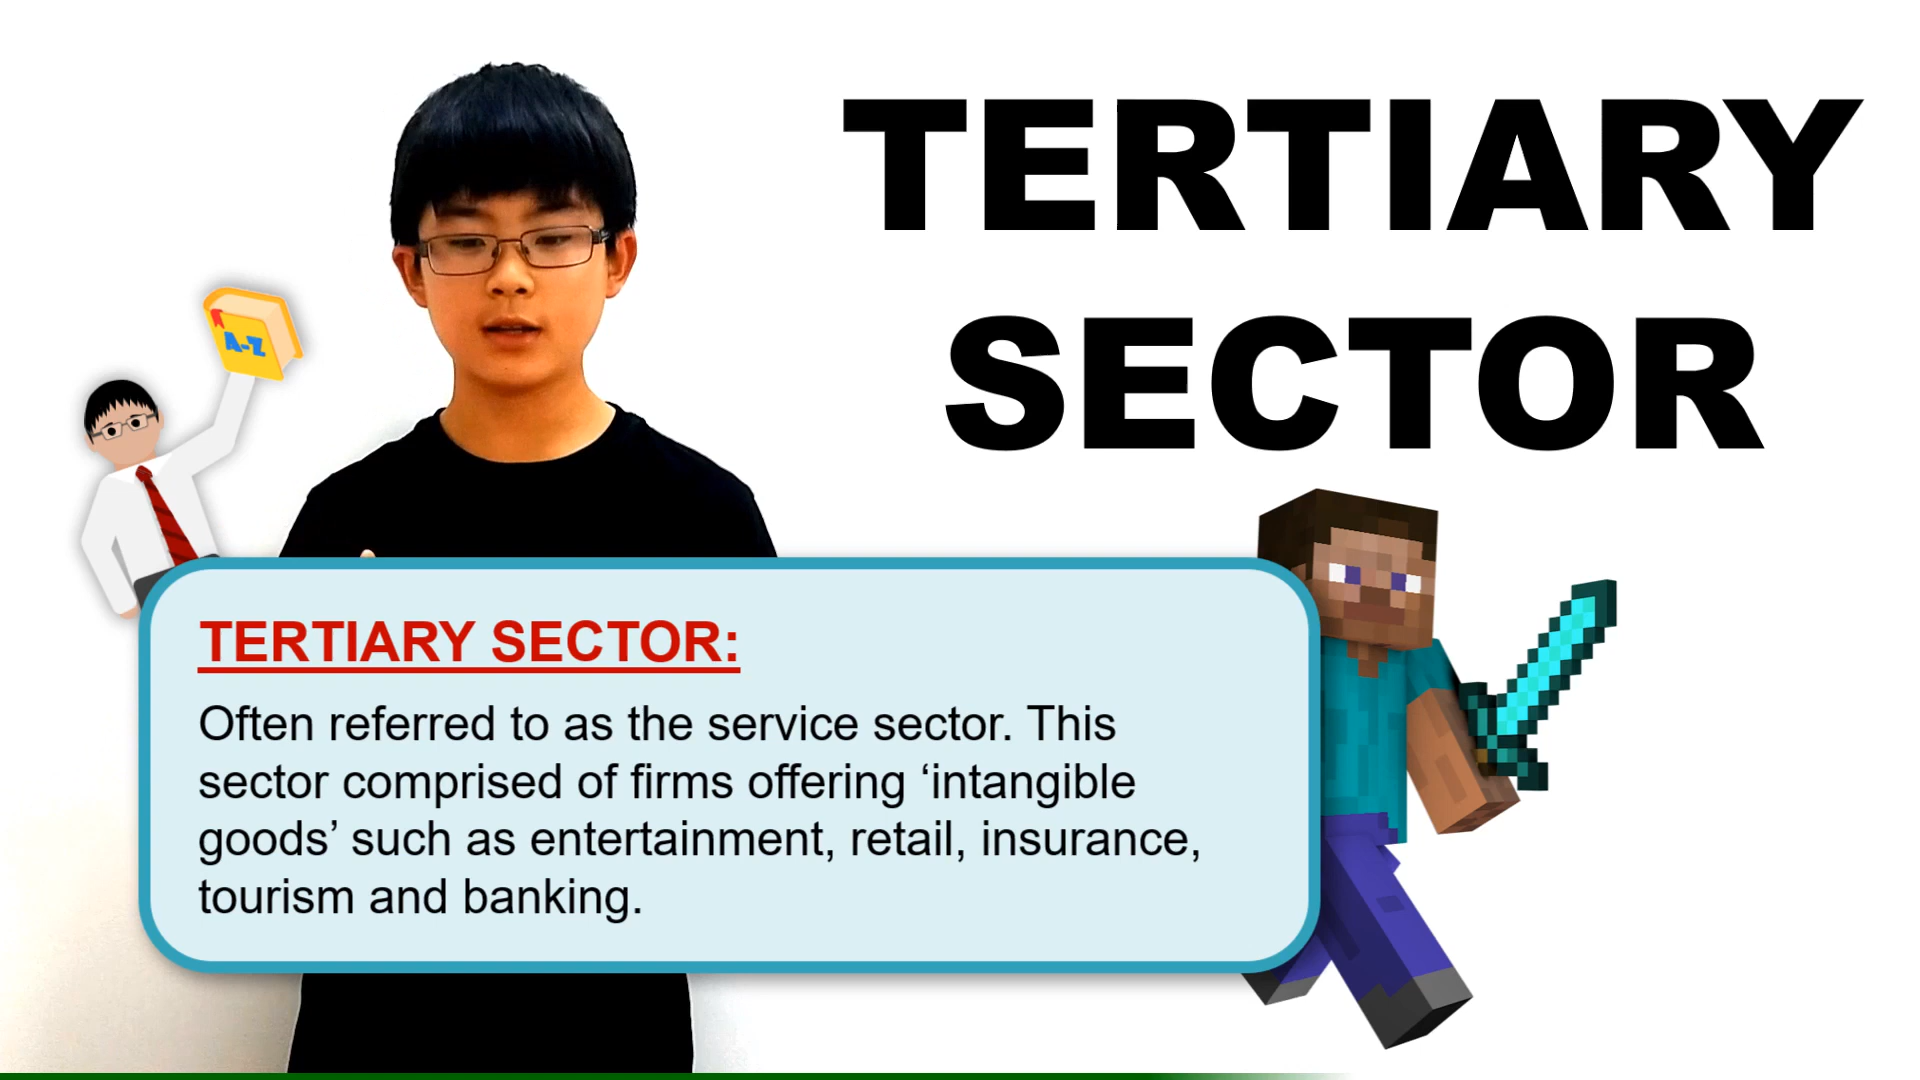 TERTIARY
SECTOR
A-Z
TERTIARY SECTOR:
Often referred to as the service sector. This
sector comprised of firms offering ‘intangible
goods’ such as entertainment, retail, insurance,
tourism and banking.